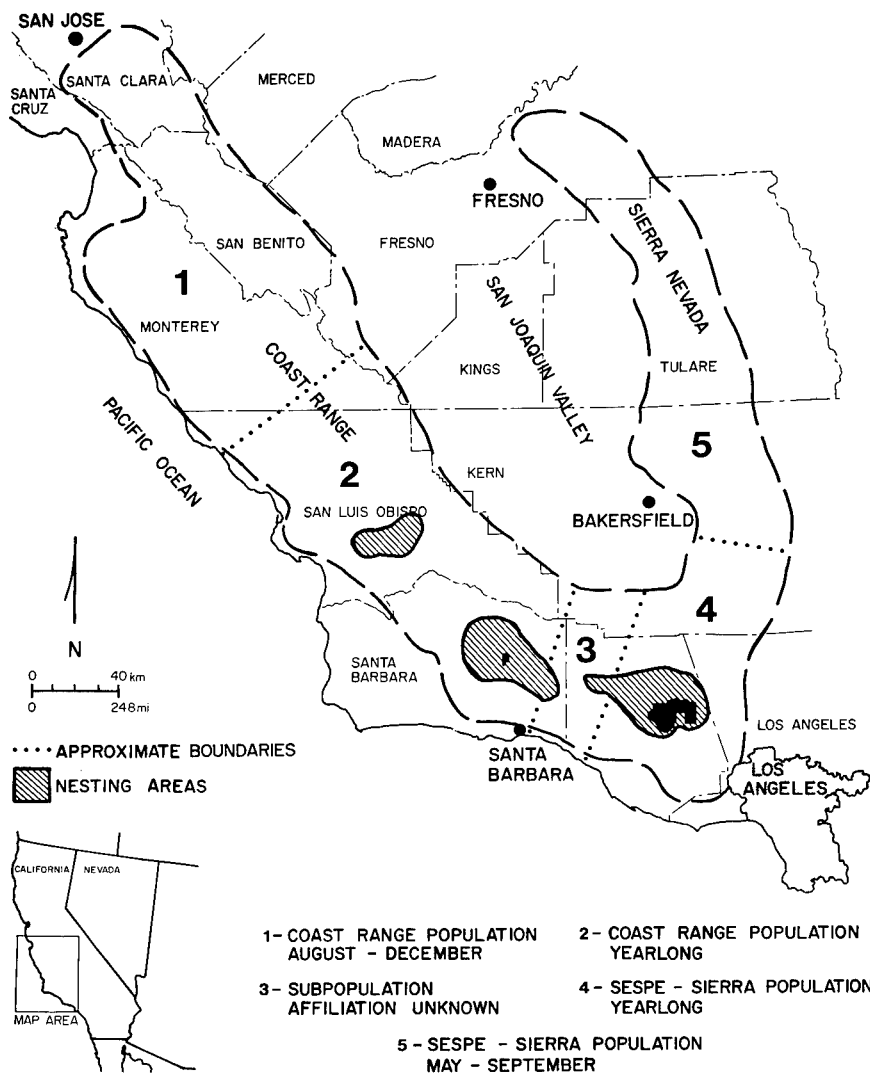 SAN JOSE
SANTA CLARA
MERCED
SANTA
CRUZ
MADERA
FRESNO
SAN BENITO
FRESNO
SIERRA NEVADA
1
MONTEREY
COAST RANGE
SAN JOAQUIN VALLEY
KINGS
TULARE
PACIFIC OCEAN
2
5
KERN
SAN LUIS OBISPO
BAKERSFIELD
4
N
3
0 40 km
0 248 mi
SANTA
BARBARA
LOS ANGELES
SANTA
BARBARA
LOS
ANGELES
APPROXIMATE BOUNDARIES
NESTING AREAS
CALIFORNIA
NEVADA
MAP AREA
1 - COAST RANGE POPULATION
AUGUST - DECEMBER
2 - COAST RANGE POPULATION
YEARLONG
3 - SUBPOPULATION
AFFILIATION UNKNOWN
4 - SESPE - SIERRA POPULATION
YEARLONG
5 - SESPE - SIERRA POPULATION
MAY - SEPTEMBER